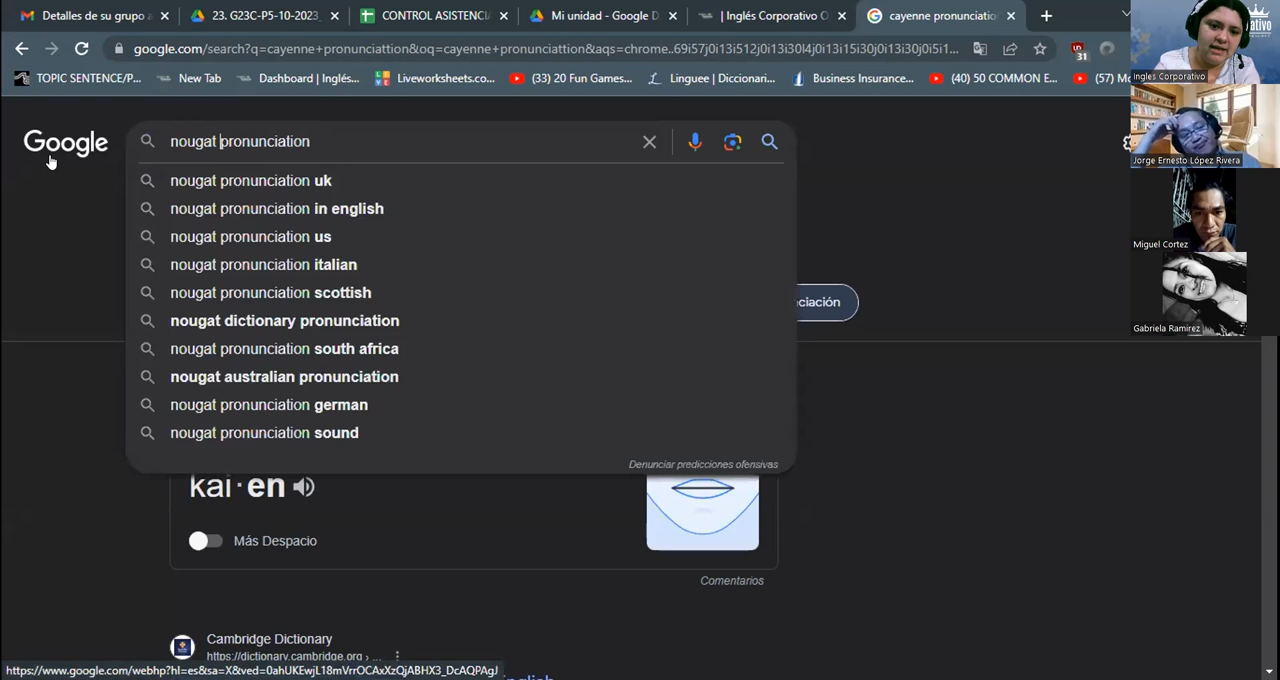 Detalles de su grupo a
23. G23C-P5-10-2023_
CONTROL ASISTENCI
Mi unidad - Google D
| Inglés Corporativo O
cayenne pronunciatio
google.com/search?q=cayenne+pronunciattion&oq=cayenne+pronunciattion&aqs=chrome..69i57j0i13i512j0i13i30l4j0i13i15i30j0i13i30j0i5i1...
31
TOPIC SENTENCE/P...
New Tab
Dashboard | Inglés...
Liveworksheets.co...
(33) 20 Fun Games...
Linguee | Diccionari...
Business Insurance...
(40) 50 COMMON E...
(57) Mo
Ingles Corporativo
Jorge Ernesto López Rivera
Miguel Cortez
Gabriela Ramirez
Google
nougat pronunciation
nougat pronunciation uk
nougat pronunciation in english
nougat pronunciation us
nougat pronunciation italian
nougat pronunciation scottish
nougat dictionary pronunciation
nougat pronunciation south africa
nougat australian pronunciation
nougat pronunciation german
nougat pronunciation sound
Denunciar predicciones ofensivas
nciación
kai·en
Más Despacio
Comentarios
Cambridge Dictionary
https://dictionary.cambridge.org › ...
https://www.google.com/webhp?hl=es&sa=X&ved=0ahUKEwjL18mVrrOCAxXzQjABHX3_DcAQPAgJ